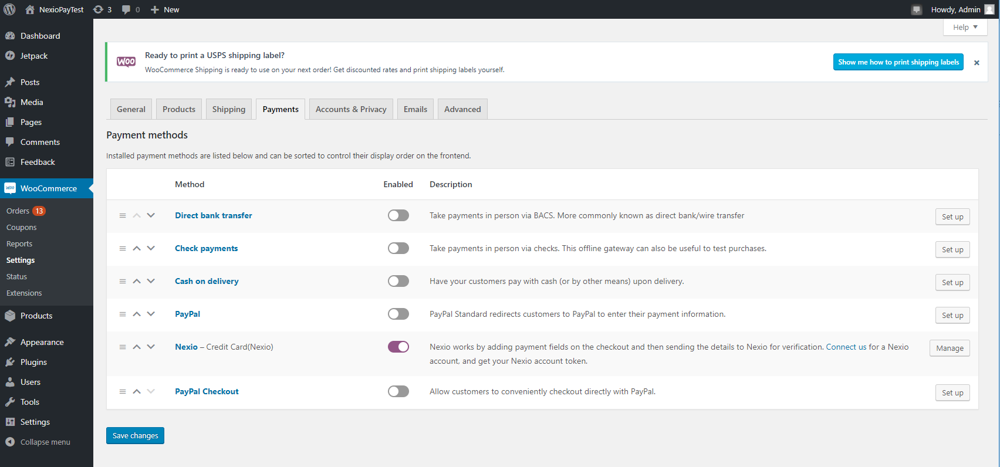 NexioPayTest 3 0 New Howdy, Admin
Help
Dashboard
Jetpack
Posts
Media
Pages
Comments
Feedback
Woo WooCommerce
Orders 13
Coupons
Reports
Settings
Status
Extensions
Products
Appearance
Plugins
Users
Tools
Settings
Collapse menu
Woo
Ready to print a USPS shipping label?
WooCommerce Shipping is ready to use on your next order! Get discounted rates and print shipping labels yourself.
Show me how to print shipping labels
General Products Shipping Payments Accounts & Privacy Emails Advanced
Payment methods
Installed payment methods are listed below and can be sorted to control their display order on the frontend.
Method Enabled Description
Direct bank transfer Take payments in person via BACS. More commonly known as direct bank/wire transfer Set up
Check payments Take payments in person via checks. This offline gateway can also be useful to test purchases. Set up
Cash on delivery Have your customers pay with cash (or by other means) upon delivery. Set up
PayPal PayPal Standard redirects customers to PayPal to enter their payment information. Set up
Nexio – Credit Card(Nexio) Nexio works by adding payment fields on the checkout and then sending the details to Nexio for verification. Connect us for a Nexio
account, and get your Nexio account token. Manage
PayPal Checkout Allow customers to conveniently checkout directly with PayPal. Set up
Save changes